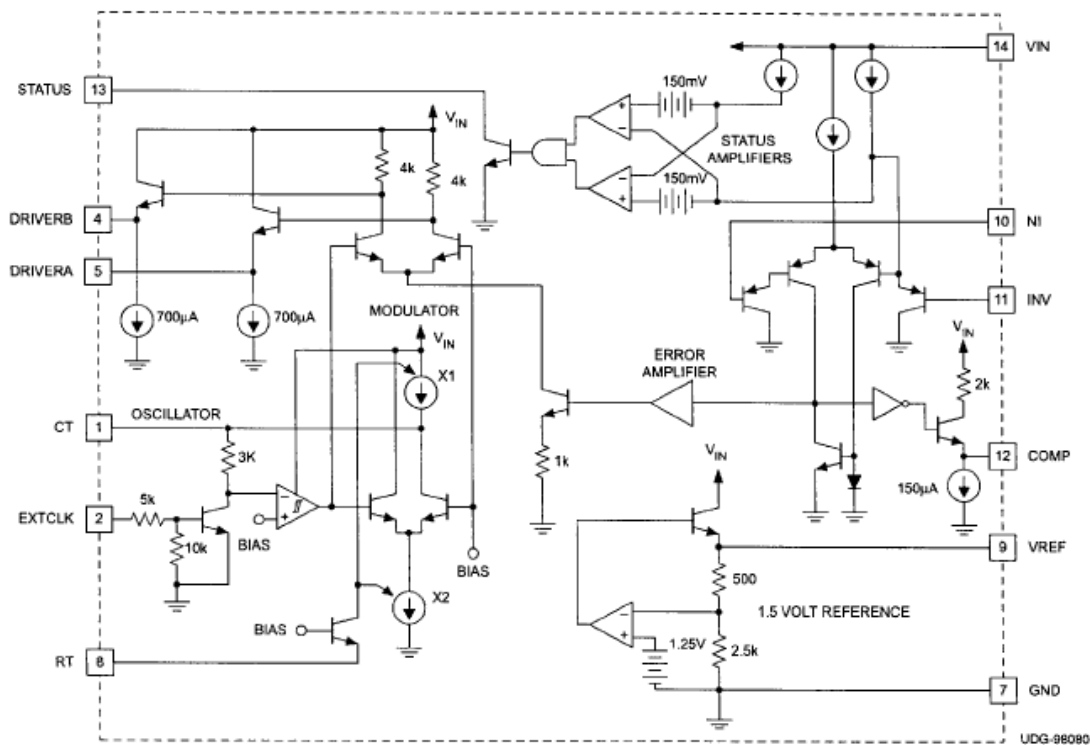 14
VIN
STATUS
13
150mV
VIN
STATUS
AMPLIFIERS
4k
4k
150mV
DRIVERB
4
10
NI
DRIVERA
5
11
INV
700µA
700µA
MODULATOR
VIN
VIN
X1
ERROR
AMPLIFIER
2k
OSCILLATOR
CT
1
3K
VIN
12
COMP
1k
150µA
5k
EXTCLK
2
BIAS
10k
BIAS
9
VREF
500
X2
1.5 VOLT REFERENCE
BIAS
1.25V
2.5k
RT
8
7
GND
UDG-98080